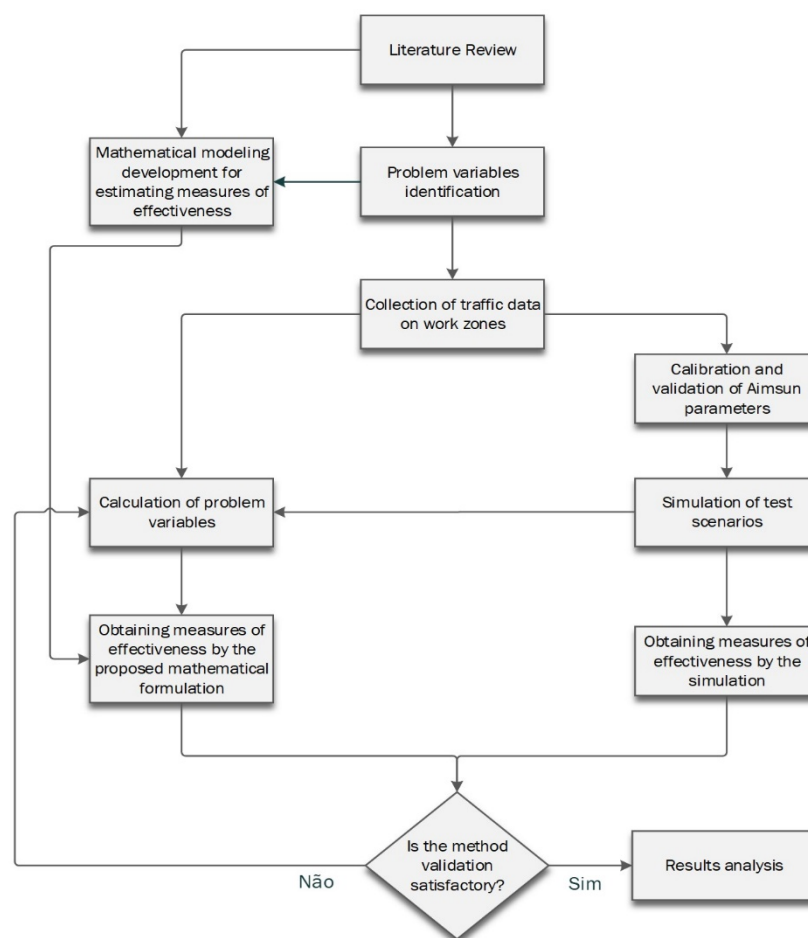 Literature Review
Mathematical modeling
development for
estimating measures of
effectiveness
Problem variables
identification
Collection of traffic data
on work zones
Calibration and
validation of Aimsun
parameters
Calculation of problem
variables
Simulation of test
scenarios
Obtaining measures of
effectiveness by the
proposed mathematical
formulation
Obtaining measures of
effectiveness by the
simulation
Is the method
validation
satisfactory?
Não
Sim
Results analysis